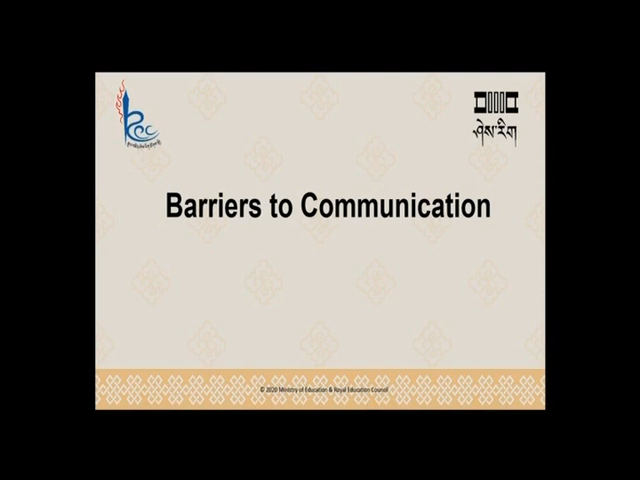 ཤེས་རིག
Barriers to Communication
© 2020 Ministry of Education & Royal Education Council